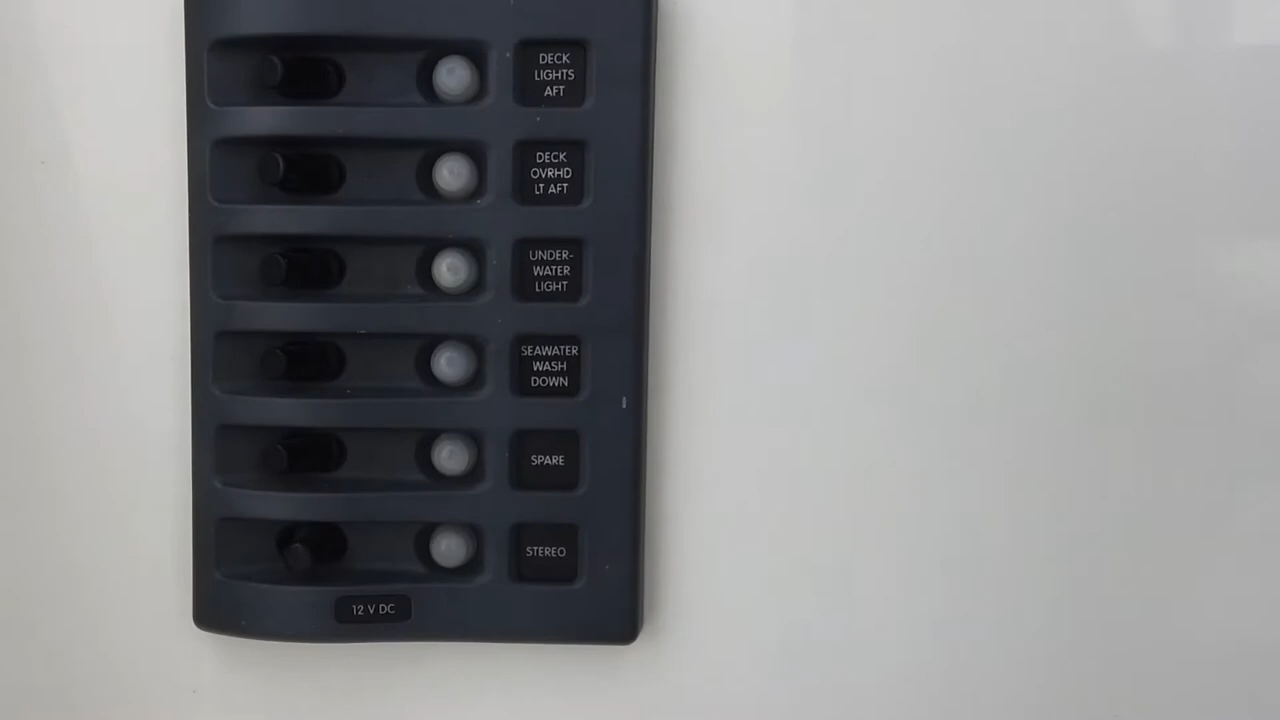 DECK
LIGHTS
AFT
DECK
OVRHD
LT AFT
UNDER-
WATER
LIGHT
SEAWATER
WASH
DOWN
SPARE
STEREO
12 V DC